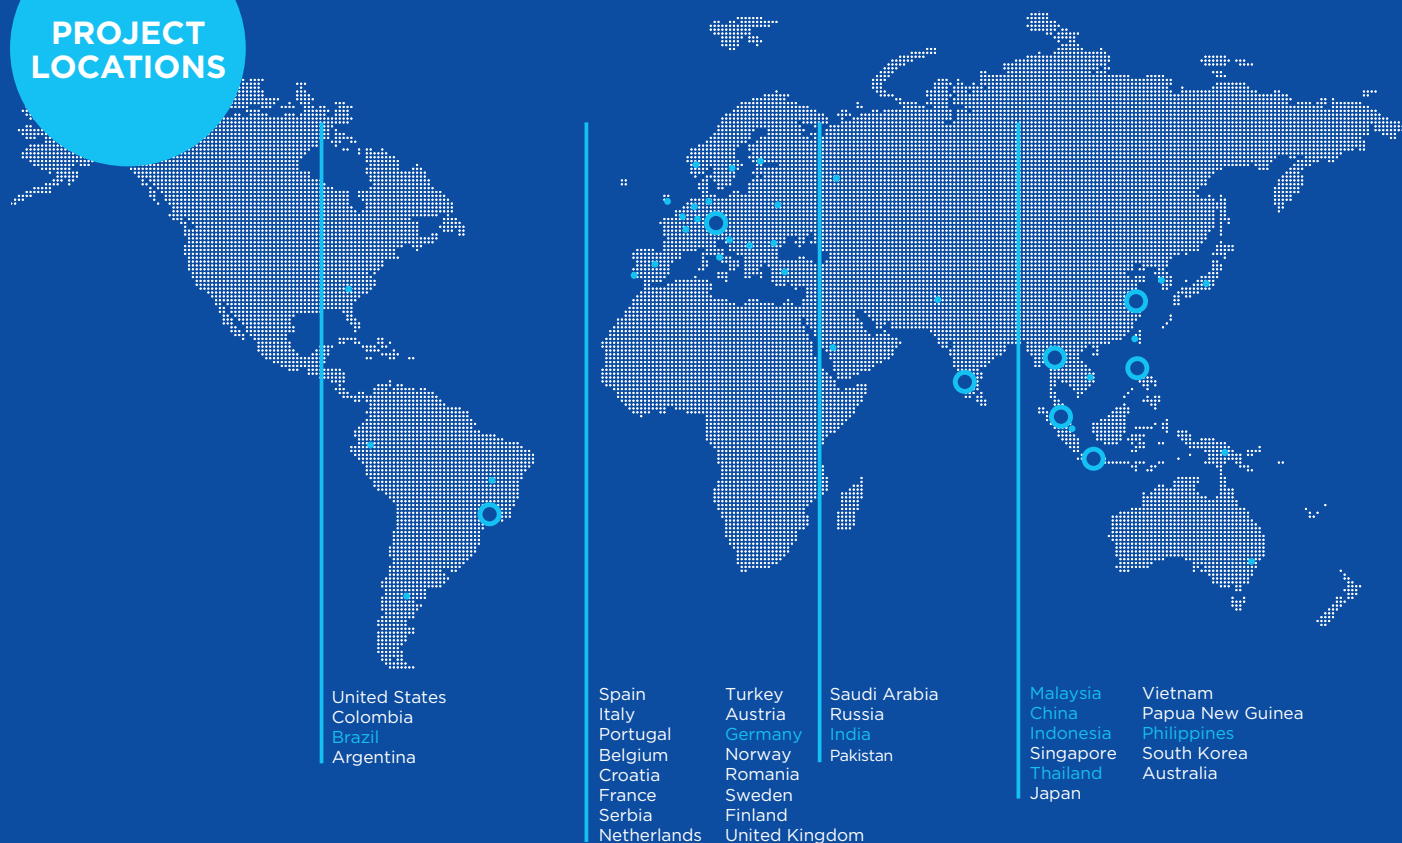 PROJECT
LOCATIONS
United States
Colombia
Brazil
Argentina
Spain
Italy
Portugal
Belgium
Croatia
France
Serbia
Netherlands
Turkey
Austria
Germany
Norway
Romania
Sweden
Finland
United Kingdom
Saudi Arabia
Russia
India
Pakistan
Malaysia
China
Indonesia
Singapore
Thailand
Japan
Vietnam
Papua New Guinea
Philippines
South Korea
Australia